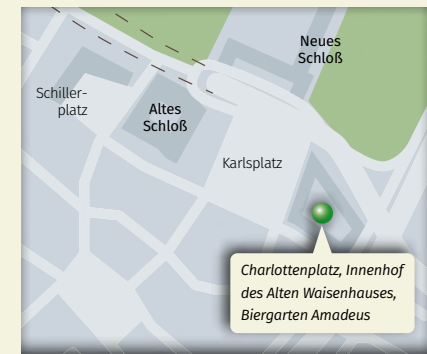 Neues
Schloß
Schiller-
platz
Altes
Schloß
Karlsplatz
Charlottenplatz, Innenhof
des Alten Waisenhauses,
Biergarten Amadeus